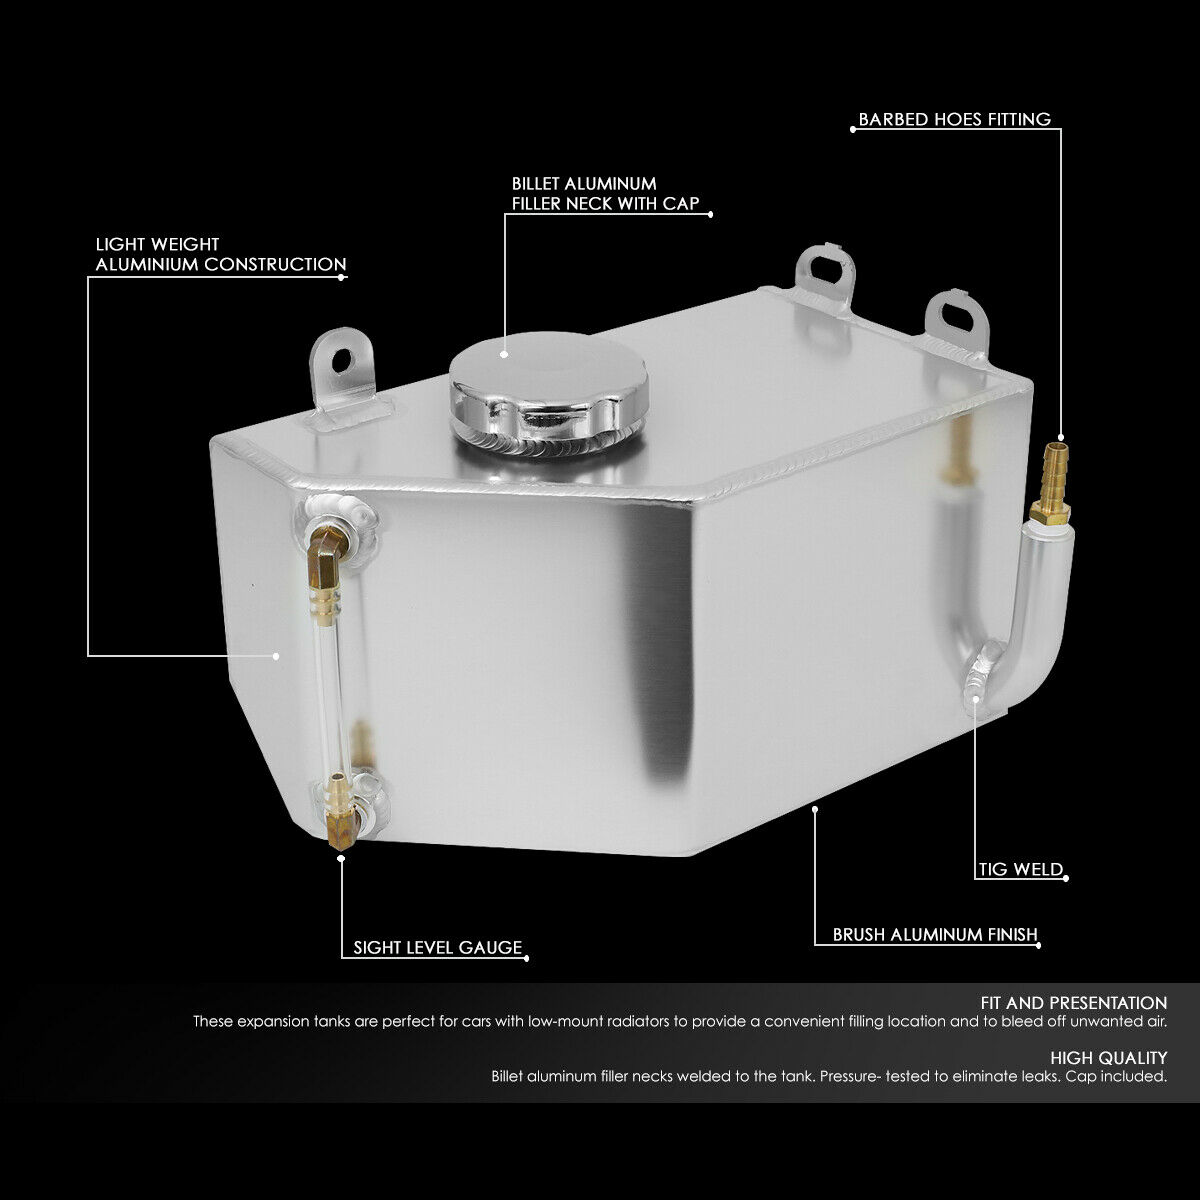 BARBED HOES FITTING
BILLET ALUMINUM
FILLER NECK WITH CAP
LIGHT WEIGHT
ALUMINIUM CONSTRUCTION
TIG WELD
BRUSH ALUMINUM FINISH
SIGHT LEVEL GAUGE
FIT AND PRESENTATION
These expansion tanks are perfect for cars with low-mount radiators to provide a convenient filling location and to bleed off unwanted air.
HIGH QUALITY
Billet aluminum filler necks welded to the tank. Pressure- tested to eliminate leaks. Cap included.